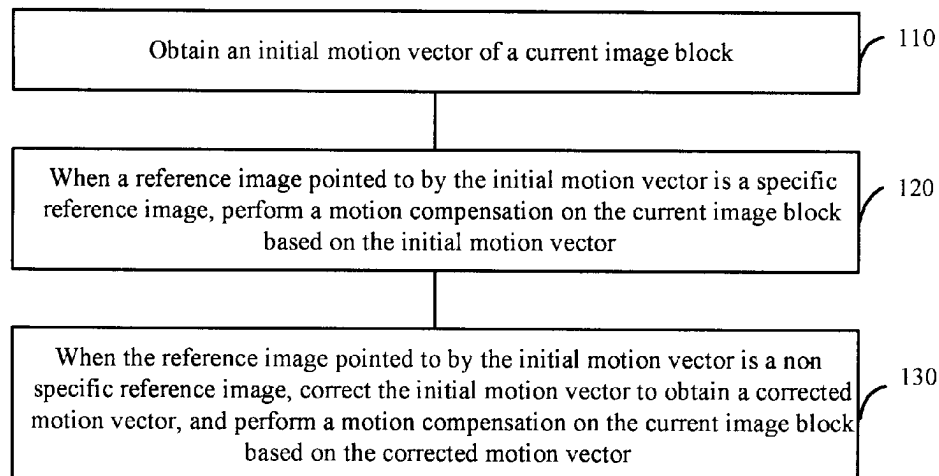 Obtain an initial motion vector of a current image block
110
When a reference image pointed to by the initial motion vector is a specific
reference image, perform a motion compensation on the current image block
based on the initial motion vector
120
When the reference image pointed to by the initial motion vector is a non
specific reference image, correct the initial motion vector to obtain a corrected
motion vector, and perform a motion compensation on the current image block
based on the corrected motion vector
130